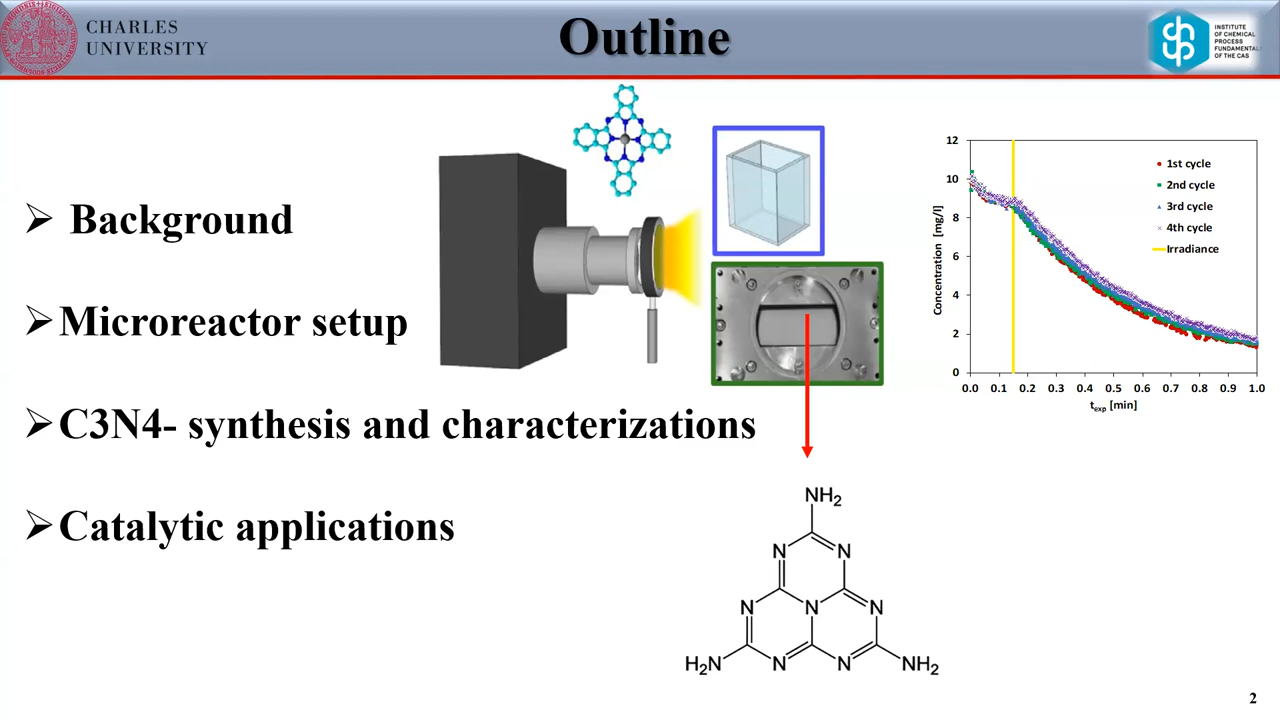 CHARLES
UNIVERSITY
Outline
INSTITUTE
OF CHEMICAL
PROCESS
FUNDAMENTALS
OF THE CAS
➢ Background
➢Microreactor setup
➢C3N4- synthesis and characterizations
➢Catalytic applications
12
10
8
6
4
2
0
Concentration [mg/l]
1st cycle
2nd cycle
3rd cycle
4th cycle
Irradiance
0.0 0.1 0.2 0.3 0.4 0.5 0.6 0.7 0.8 0.9 1.0
texp [min]
NH2
N N
N N N
H2N N N NH2
2